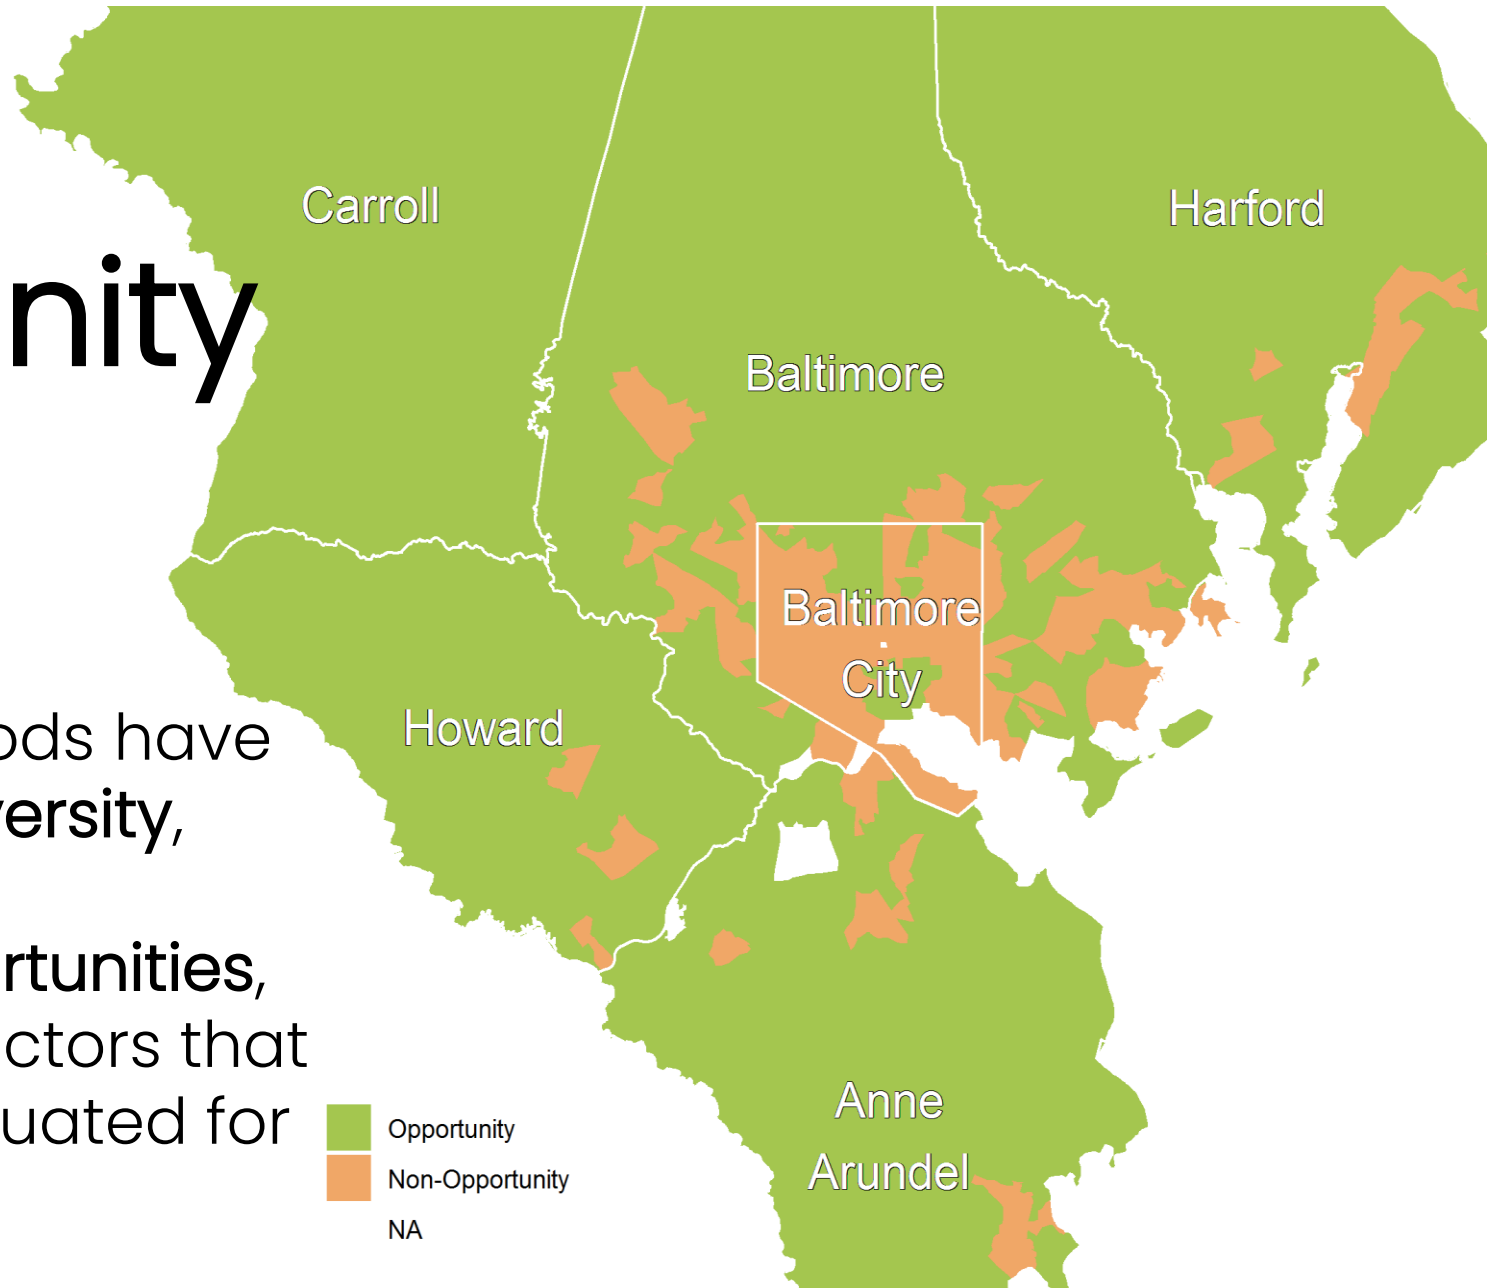 nity
ods have
versity,
rtunities,
ctors that
uated for
Carroll
Harford
Baltimore
Baltimore
City
Howard
Anne
Arundel
Opportunity
Non-Opportunity
NA